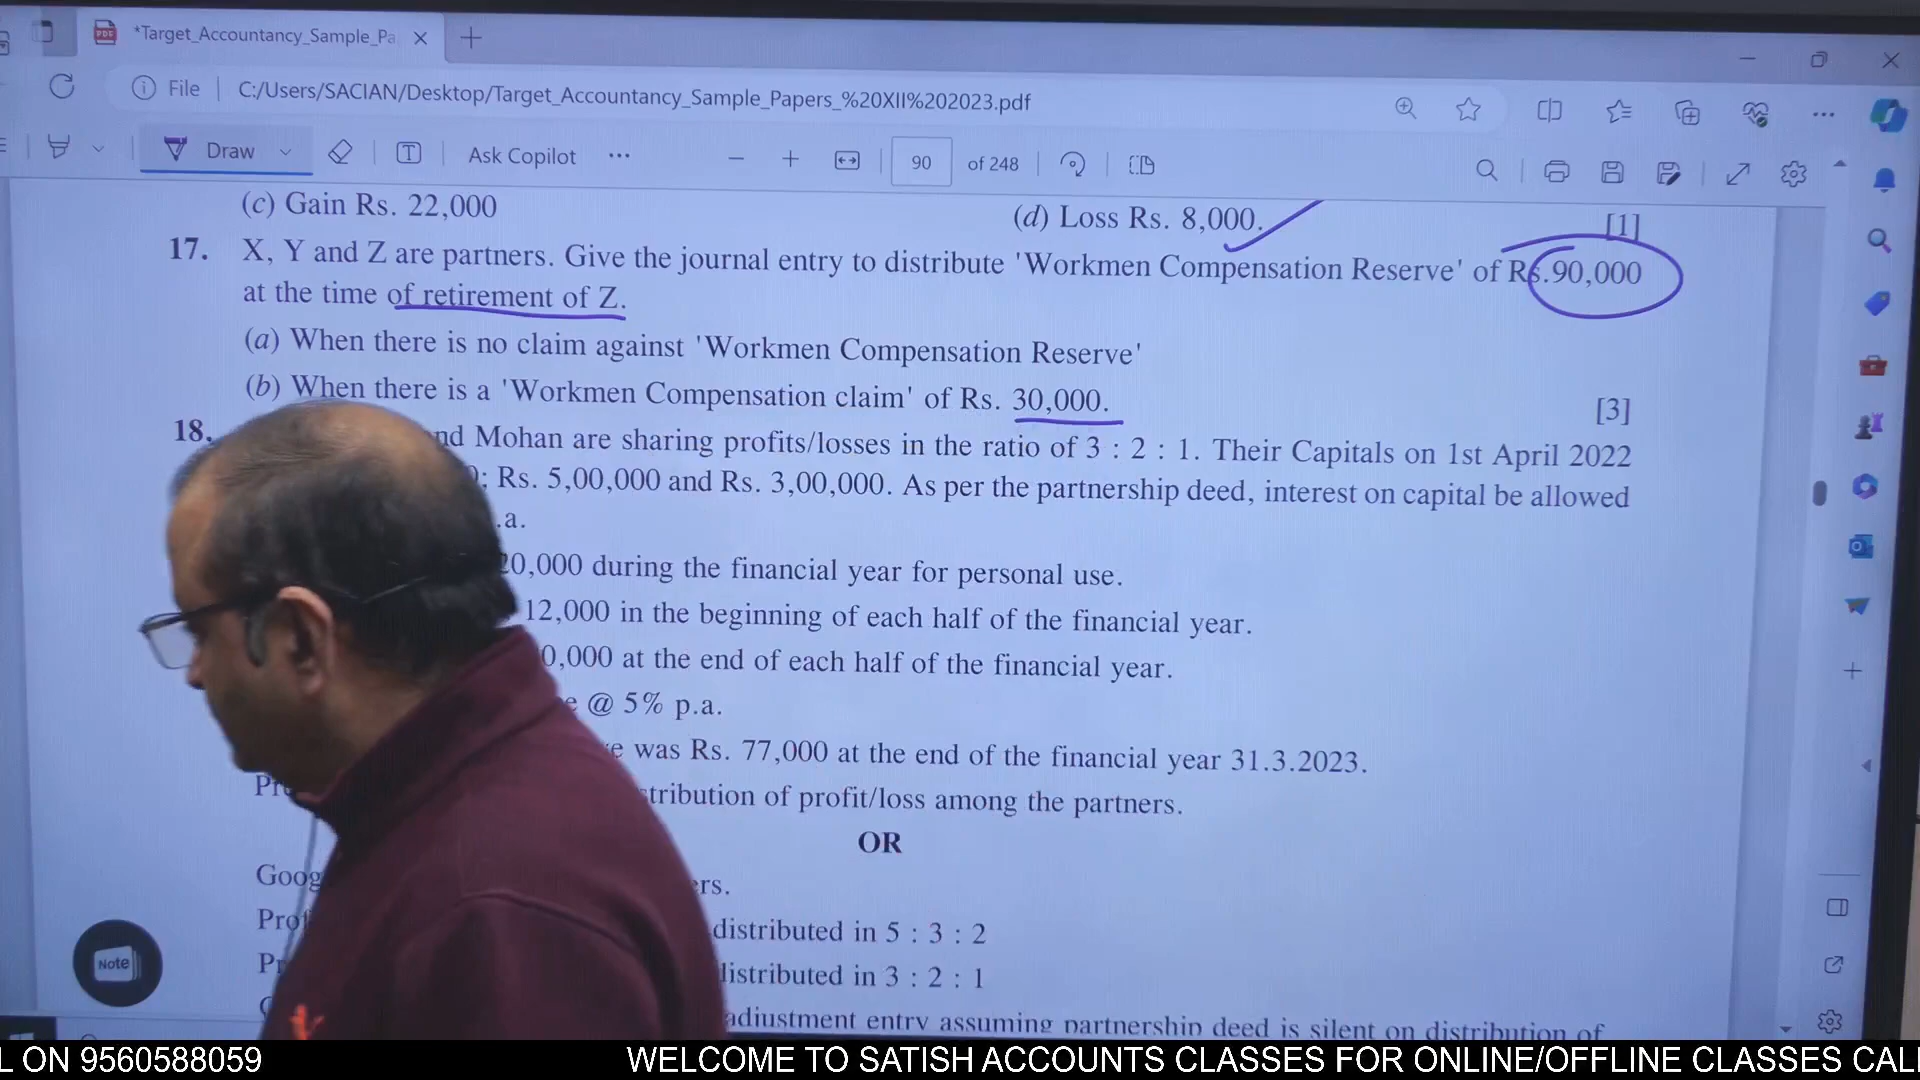 *Target_Accountancy_Sample_Pa
File C:/Users/SACIAN/Desktop/Target_Accountancy_Sample_Papers_%20XII%202023.pdf
Draw Ask Copilot 90 of 248
(c) Gain Rs. 22,000 (d) Loss Rs. 8,000. [1]
17. X, Y and Z are partners. Give the journal entry to distribute 'Workmen Compensation Reserve' of Rs.90,000
at the time of retirement of Z.
(a) When there is no claim against 'Workmen Compensation Reserve'
(b) When there is a 'Workmen Compensation claim' of Rs. 30,000. [3]
18. Mohan are sharing profits/losses in the ratio of 3 : 2 : 1. Their Capitals on 1st April 2022
Rs. 5,00,000 and Rs. 3,00,000. As per the partnership deed, interest on capital be allowed
.a.
20,000 during the financial year for personal use.
12,000 in the beginning of each half of the financial year.
0,000 at the end of each half of the financial year.
@ 5% p.a.
was Rs. 77,000 at the end of the financial year 31.3.2023.
of profit/loss among the partners.
OR
distributed in 5 : 3 : 2
in 3 : 2 : 1
adjustment entry assuming partnership deed is silent on distribution of
Note
L ON 9560588059 WELCOME TO SATISH ACCOUNTS CLASSES FOR ONLINE/OFFLINE CLASSES CAL